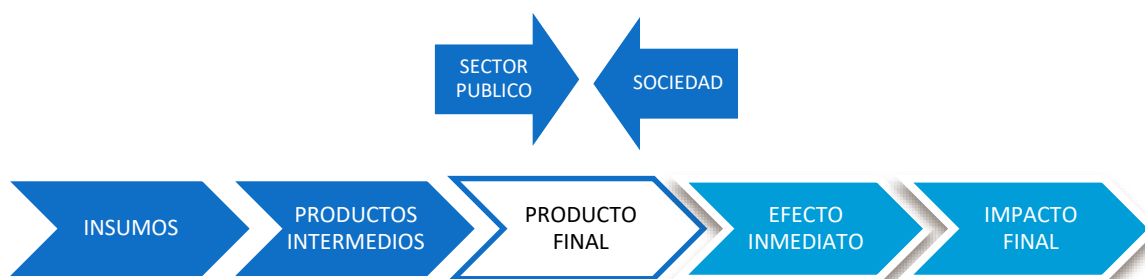 SECTOR
PUBLICO
SOCIEDAD
INSUMOS
PRODUCTOS
INTERMEDIOS
PRODUCTO
FINAL
EFECTO
INMEDIATO
IMPACTO
FINAL